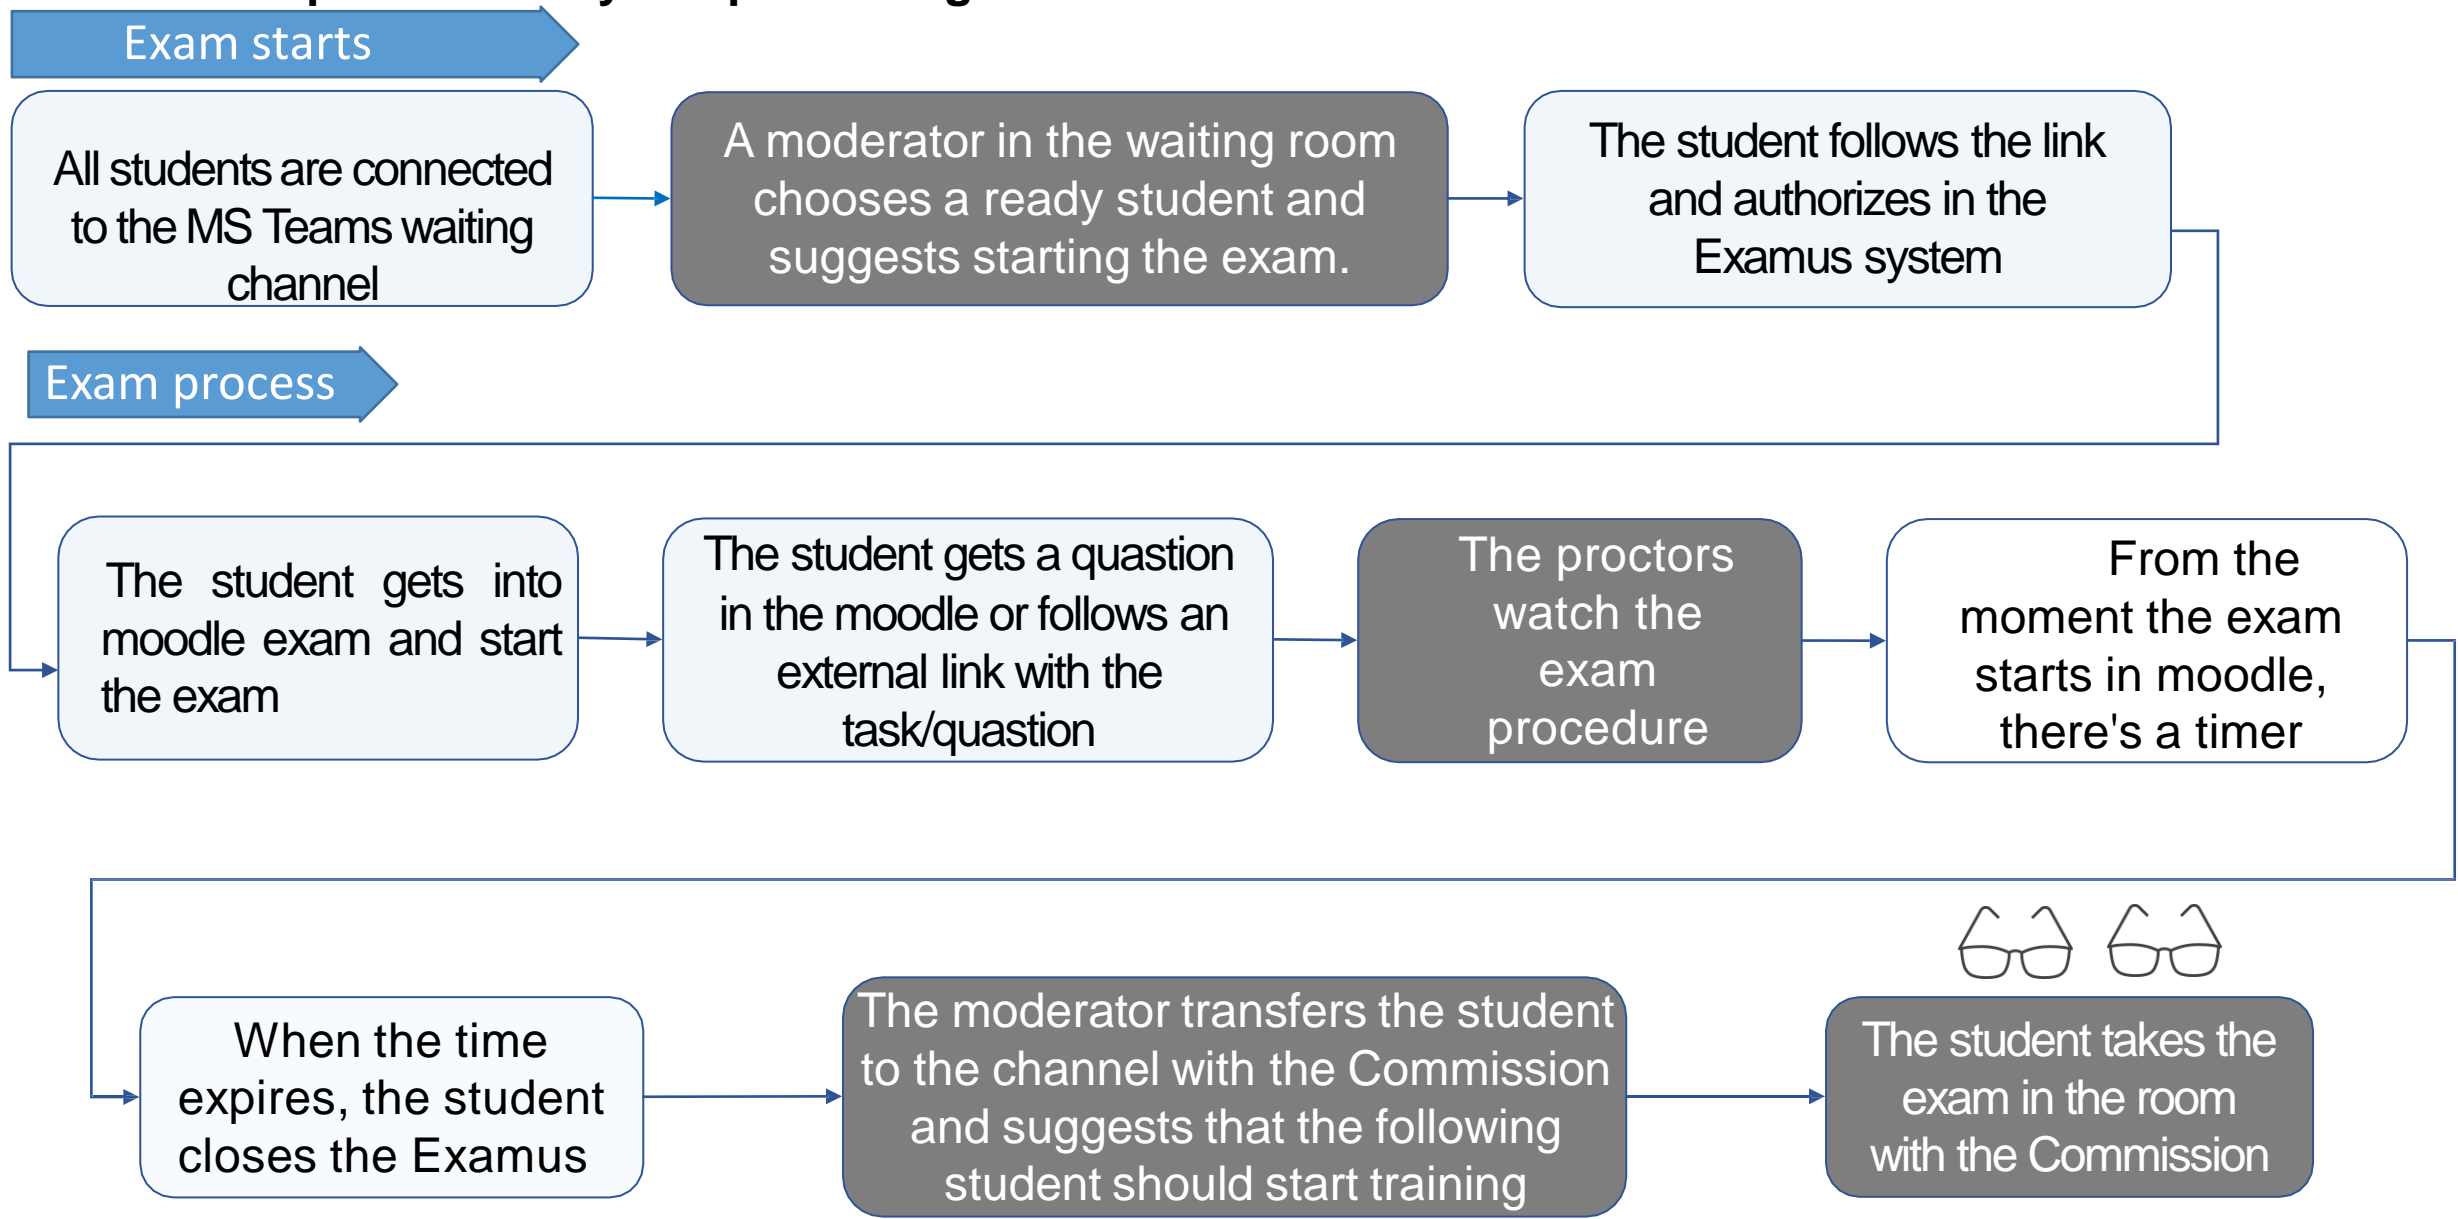 Exam starts
All students are connected
to the MS Teams waiting
channel
A moderator in the waiting room
chooses a ready student and
suggests starting the exam.
The student follows the link
and authorizes in the
Examus system
Exam process
The student gets into
moodle exam and start
the exam
The student gets a quastion
in the moodle or follows an
external link with the
task/quastion
The proctors
watch the
exam
procedure
From the
moment the exam
starts in moodle,
there's a timer
When the time
expires, the student
closes the Examus
The moderator transfers the student
to the channel with the Commission
and suggests that the following
student should start training
The student takes the
exam in the room
with the Commission